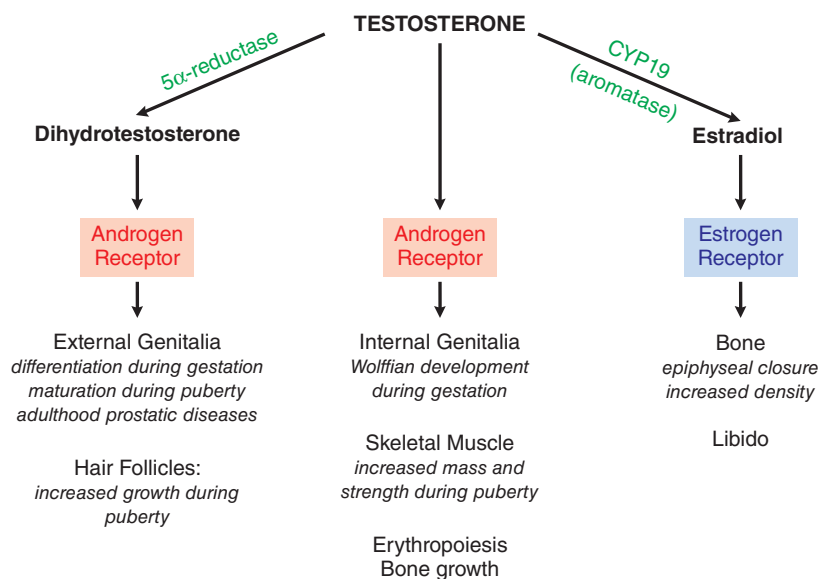 TESTOSTERONE
5α-reductase
CYP19
(aromatase)
Dihydrotestosterone
Estradiol
Androgen
Receptor
Androgen
Receptor
Estrogen
Receptor
External Genitalia
differentiation during gestation
maturation during puberty
adulthood prostatic diseases
Hair Follicles:
increased growth during
puberty
Internal Genitalia
Wolffian development
during gestation
Skeletal Muscle
increased mass and
strength during puberty
Erythropoiesis
Bone growth
Bone
epiphyseal closure
increased density
Libido